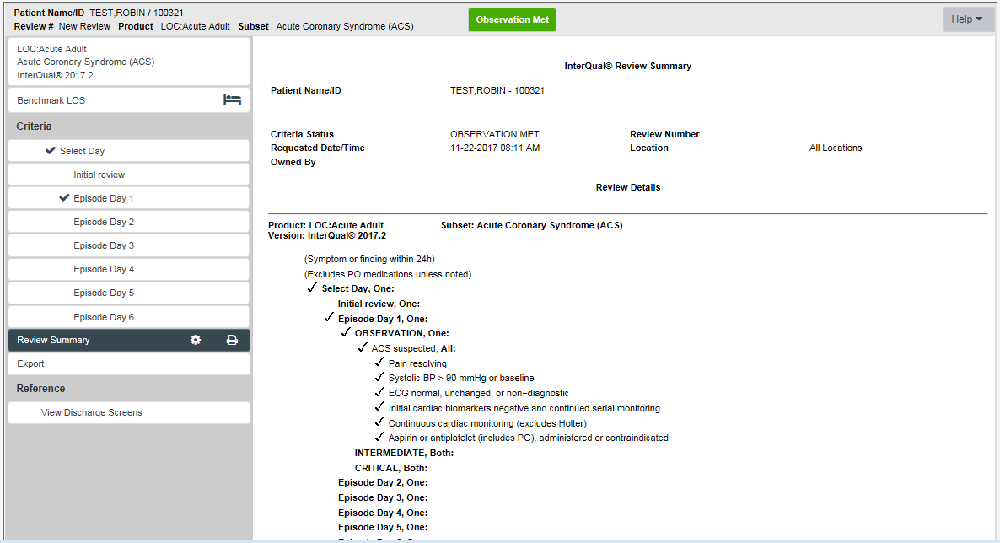 Patient Name/ID TEST,ROBIN / 100321
Review # New Review Product LOC:Acute Adult Subset Acute Coronary Syndrome (ACS)
Observation Met
Help
LOC:Acute Adult
Acute Coronary Syndrome (ACS)
InterQual® 2017.2
Benchmark LOS
Criteria
Select Day
Initial review
Episode Day 1
Episode Day 2
Episode Day 3
Episode Day 4
Episode Day 5
Episode Day 6
Review Summary
Export
Reference
View Discharge Screens
InterQual® Review Summary
Patient Name/ID TEST,ROBIN - 100321
Criteria Status OBSERVATION MET Review Number
Requested Date/Time 11-22-2017 08:11 AM Location All Locations
Owned By
Review Details
Product: LOC:Acute Adult Subset: Acute Coronary Syndrome (ACS)
Version: InterQual® 2017.2
(Symptom or finding within 24h)
(Excludes PO medications unless noted)
Select Day, One:
Initial review, One:
Episode Day 1, One:
OBSERVATION, One:
ACS suspected, All:
Pain resolving
Systolic BP > 90 mmHg or baseline
ECG normal, unchanged, or non−diagnostic
Initial cardiac biomarkers negative and continued serial monitoring
Continuous cardiac monitoring (excludes Holter)
Aspirin or antiplatelet (includes PO), administered or contraindicated
INTERMEDIATE, Both:
CRITICAL, Both:
Episode Day 2, One:
Episode Day 3, One:
Episode Day 4, One:
Episode Day 5, One: